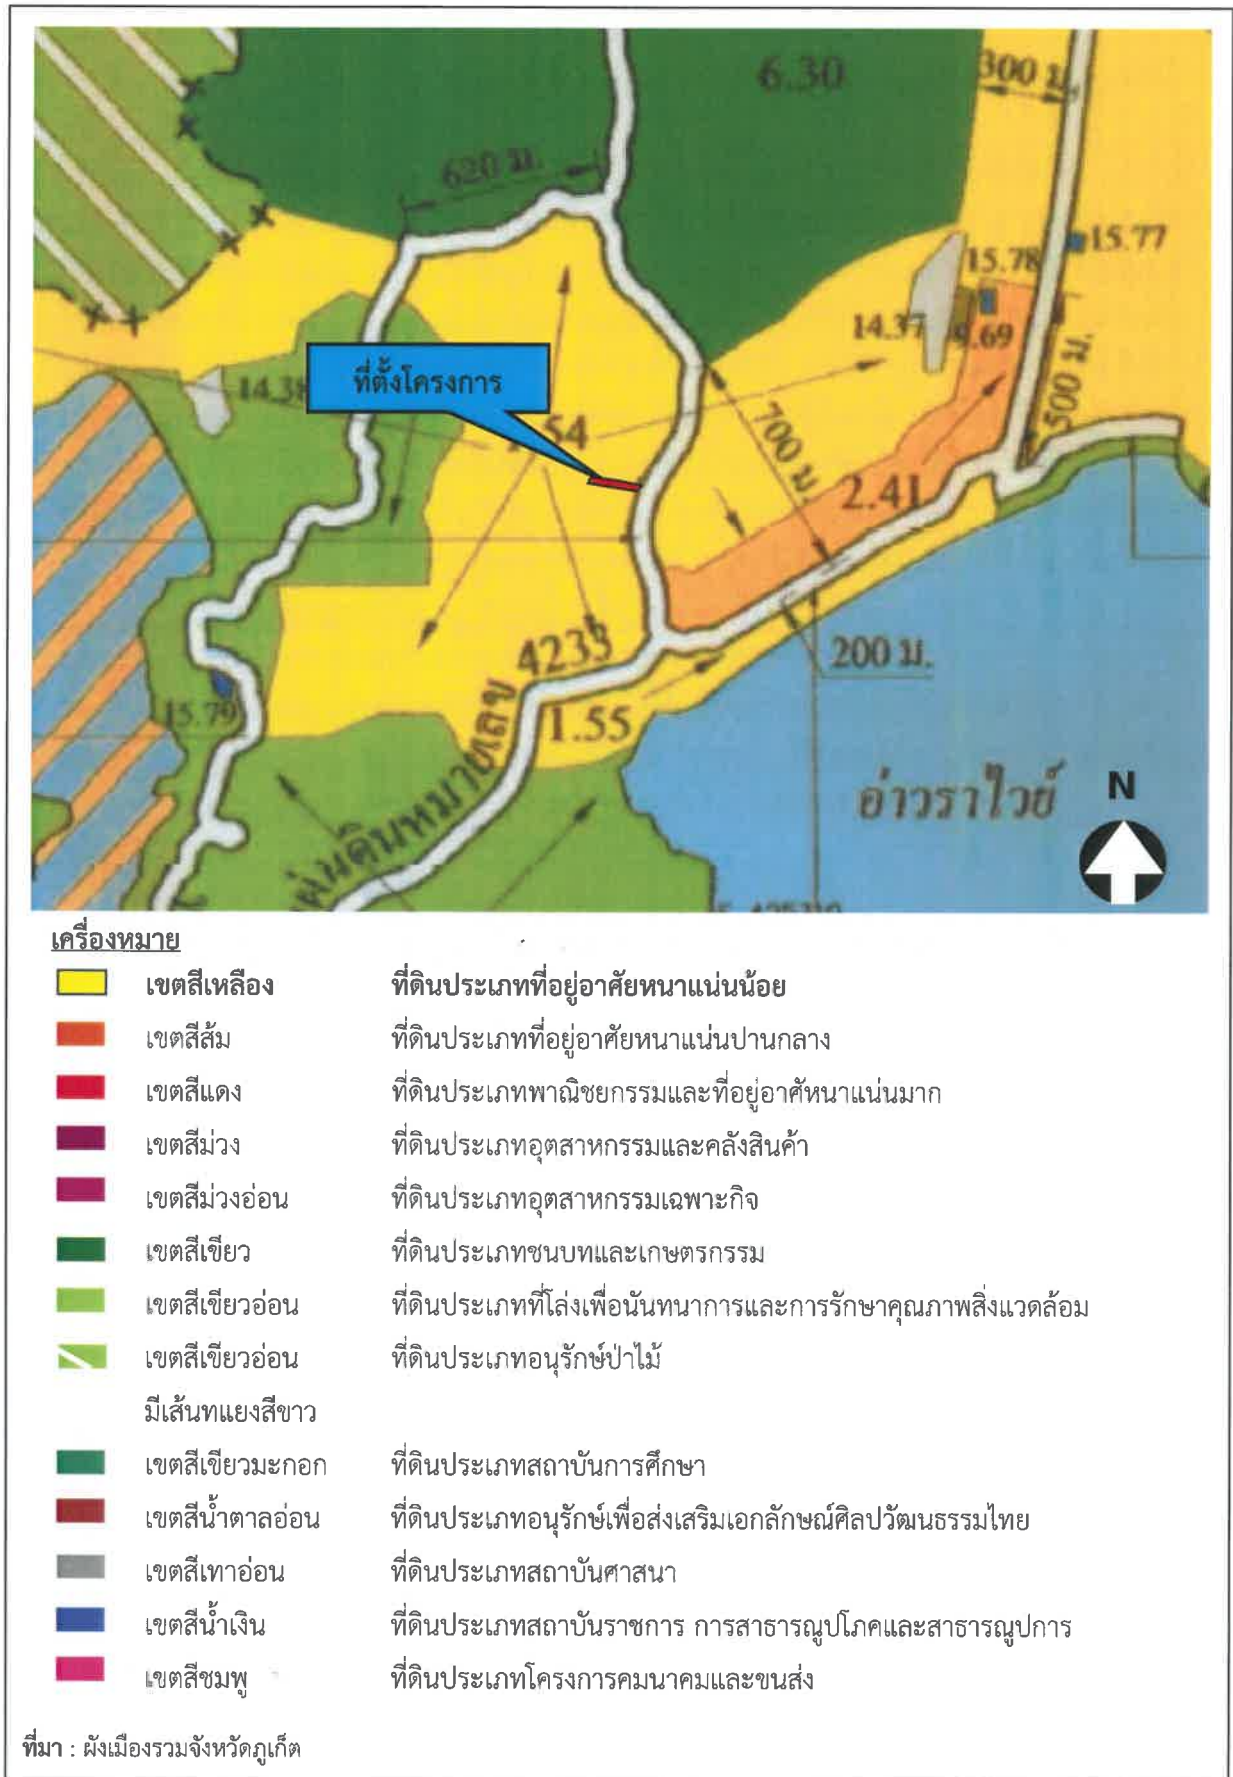 6.30
300 ม.
620 ม.
15.77
15.78
14.37
14.38
ที่ตั้งโครงการ
54
700 ม.
500 ม.
2.41
4233
200 ม.
15.79
1.55
อ่าวราไวย์
N
เครื่องหมาย
เขตสีเหลือง ที่ดินประเภทที่อยู่อาศัยหนาแน่นน้อย
เขตสีส้ม ที่ดินประเภทที่อยู่อาศัยหนาแน่นปานกลาง
เขตสีแดง ที่ดินประเภทพาณิชยกรรมและที่อยู่อาศัหนาแน่นมาก
เขตสีม่วง ที่ดินประเภทอุตสาหกรรมและคลังสินค้า
เขตสีม่วงอ่อน ที่ดินประเภทอุตสาหกรรมเฉพาะกิจ
เขตสีเขียว ที่ดินประเภทชนบทและเกษตรกรรม
เขตสีเขียวอ่อน ที่ดินประเภทที่โล่งเพื่อนันทนาการและการรักษาคุณภาพสิ่งแวดล้อม
เขตสีเขียวอ่อน ที่ดินประเภทอนุรักษ์ป่าไม้
มีเส้นทแยงสีขาว
เขตสีเขียวมะกอก ที่ดินประเภทสถาบันการศึกษา
เขตสีน้ำตาลอ่อน ที่ดินประเภทอนุรักษ์เพื่อส่งเสริมเอกลักษณ์ศิลปวัฒนธรรมไทย
เขตสีเทาอ่อน ที่ดินประเภทสถาบันศาสนา
เขตสีน้ำเงิน ที่ดินประเภทสถาบันราชการ การสาธารณูปโภคและสาธารณูปการ
เขตสีชมพู ที่ดินประเภทโครงการคมนาคมและขนส่ง
ที่มา : ผังเมืองรวมจังหวัดภูเก็ต